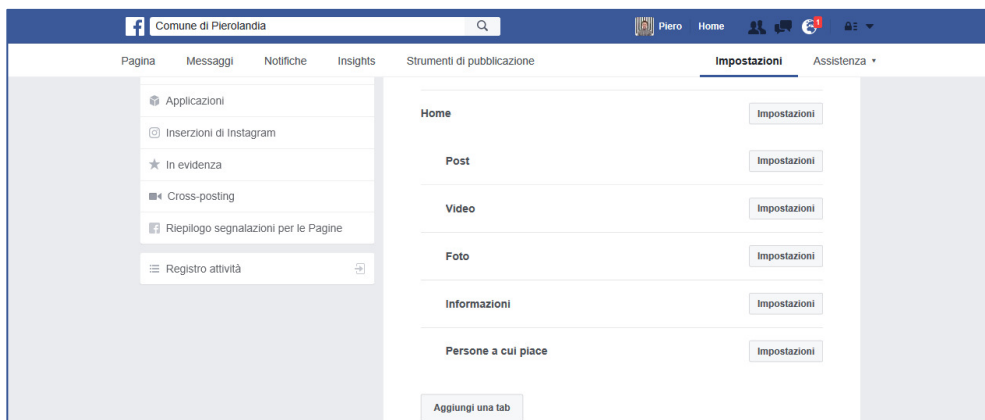 Comune di Pierolandia
Piero Home 1
Pagina Messaggi Notifiche Insights Strumenti di pubblicazione Impostazioni Assistenza
Applicazioni
Inserzioni di Instagram
In evidenza
Cross-posting
Riepilogo segnalazioni per le Pagine
Registro attività
Home Impostazioni
Post Impostazioni
Video Impostazioni
Foto Impostazioni
Informazioni Impostazioni
Persone a cui piace Impostazioni
Aggiungi una tab